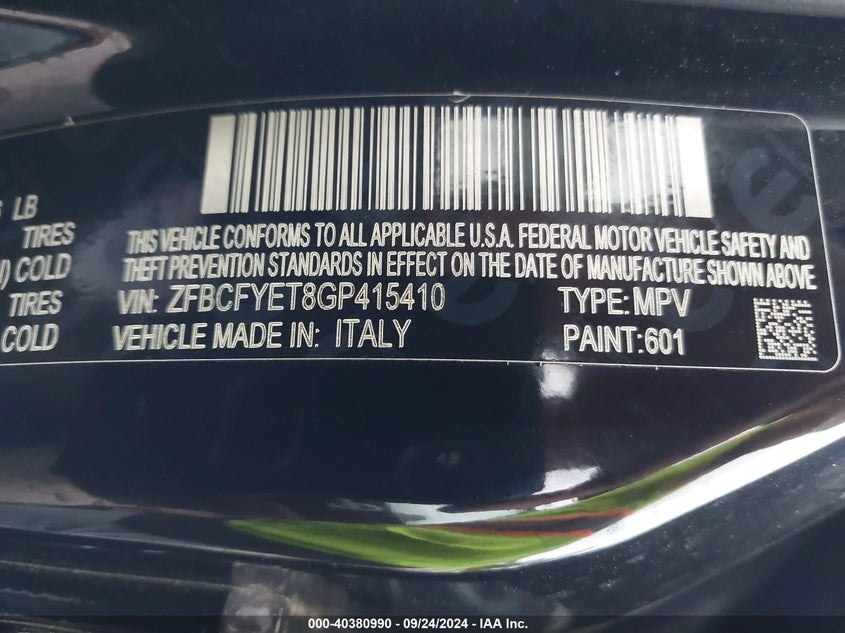 LB
TIRES
COLD
TIRES
COLD
THIS VEHICLE CONFORMS TO ALL APPLICABLE U.S.A. FEDERAL MOTOR VEHICLE SAFETY AND
THEFT PREVENTION STANDARDS IN EFFECT ON THE DATE OF MANUFACTURE SHOWN ABOVE
VIN: ZFBCFYET8GP415410 TYPE: MPV
VEHICLE MADE IN: ITALY PAINT:601
000-40380990 - 09/24/2024 - IAA Inc.